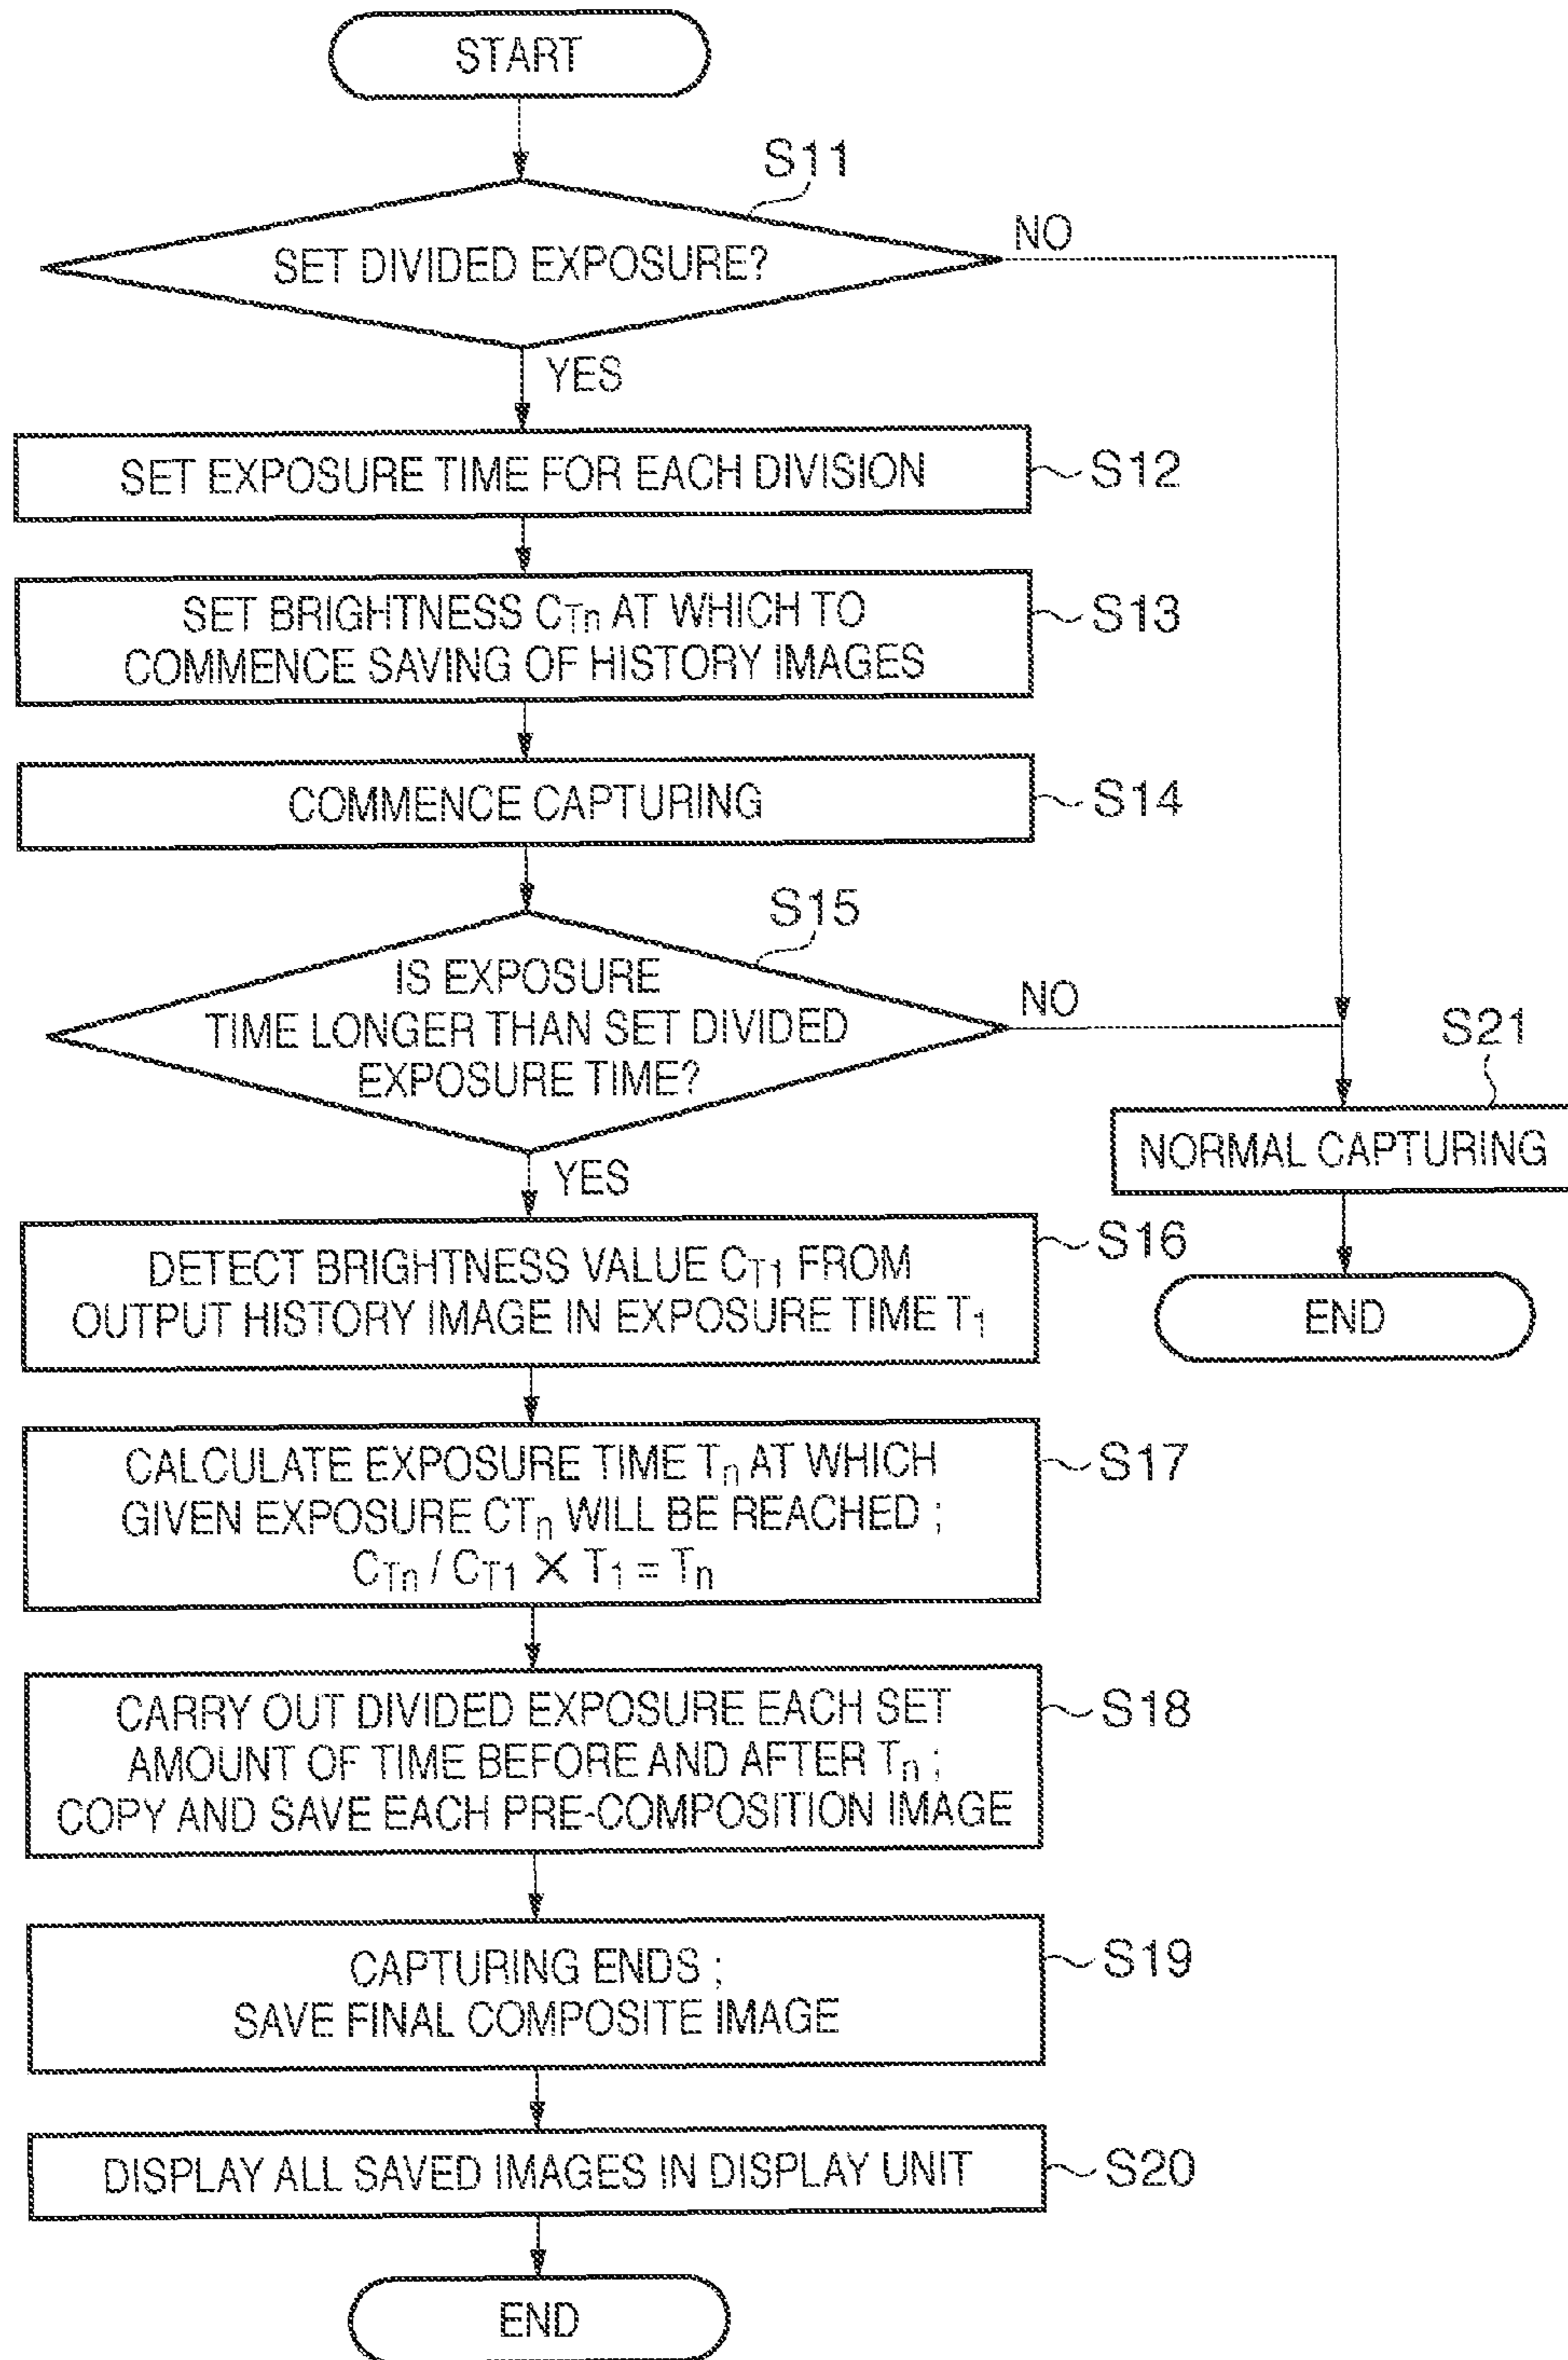 START
S11
SET DIVIDED EXPOSURE?
NO
YES
SET EXPOSURE TIME FOR EACH DIVISION
S12
SET BRIGHTNESS CTn AT WHICH TO
COMMENCE SAVING OF HISTORY IMAGES
S13
COMMENCE CAPTURING
S14
S15
IS EXPOSURE
TIME LONGER THAN SET DIVIDED
EXPOSURE TIME?
NO
YES
S21
NORMAL CAPTURING
END
DETECT BRIGHTNESS VALUE CT1 FROM
OUTPUT HISTORY IMAGE IN EXPOSURE TIME T1
S16
CALCULATE EXPOSURE TIME Tn AT WHICH
GIVEN EXPOSURE CTn WILL BE REACHED ;
CTn / CT1 × T1 = Tn
S17
CARRY OUT DIVIDED EXPOSURE EACH SET
AMOUNT OF TIME BEFORE AND AFTER Tn ;
COPY AND SAVE EACH PRE-COMPOSITION IMAGE
S18
CAPTURING ENDS ;
SAVE FINAL COMPOSITE IMAGE
S19
DISPLAY ALL SAVED IMAGES IN DISPLAY UNIT
S20
END